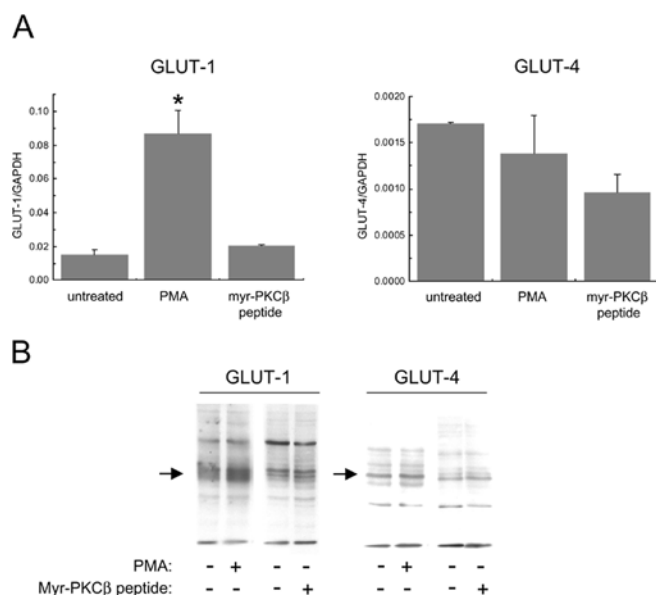 A
GLUT-1
GLUT-4
GLUT-1/GAPDH
0.10
0.08
0.06
0.04
0.02
0.00
*
untreated
PMA
myr-PKCβ
peptide
GLUT-4/GAPDH
0.0020
0.0015
0.0010
0.0005
0.0000
untreated
PMA
myr-PKCβ
peptide
B
GLUT-1
GLUT-4
PMA: - + - - - + - -
Myr-PKCβ peptide: - - - + - - - +